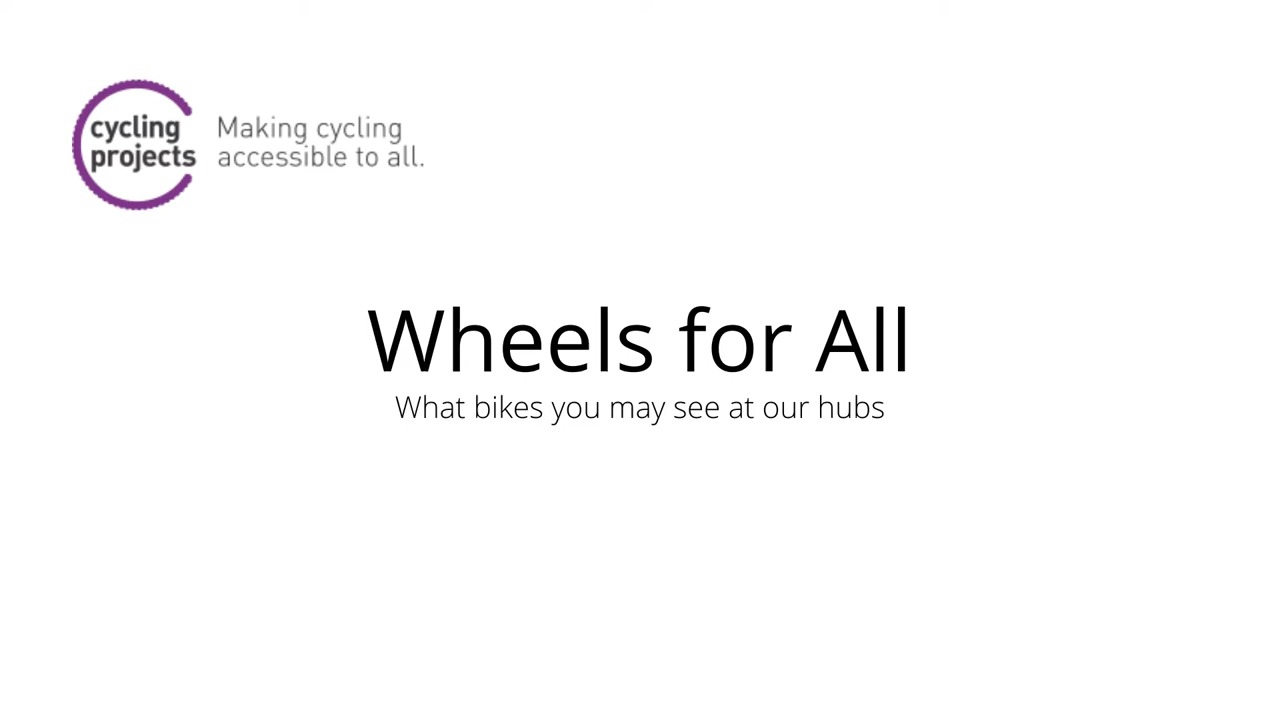 cycling
projects
Making cycling
accessible to all.
Wheels for All
What bikes you may see at our hubs